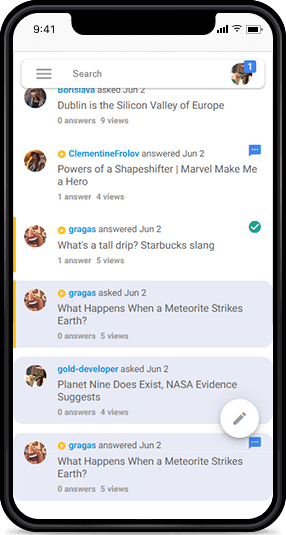 9:41
Search
1
Borislava asked Jun 2
Dublin is the Silicon Valley of Europe
0 answers 9 views
ClementineFrolov answered Jun 2
Powers of a Shapeshifter | Marvel Make Me
a Hero
1 answer 4 views
gragas answered Jun 2
What's a tall drip? Starbucks slang
1 answer 5 views
gragas asked Jun 2
What Happens When a Meteorite Strikes
Earth?
0 answers 5 views
gold-developer asked Jun 2
Planet Nine Does Exist, NASA Evidence
Suggests
0 answers 4 views
gragas answered Jun 2
What Happens When a Meteorite Strikes
Earth?
0 answers 5 views